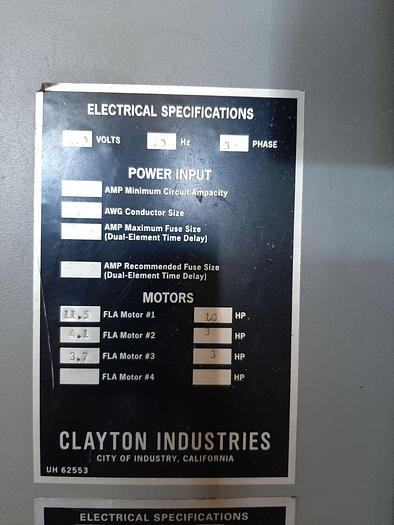 ELECTRICAL SPECIFICATIONS
VOLTS Hz 3 PHASE
POWER INPUT
AMP Minimum Circuit Ampacity
AWG Conductor Size
AMP Maximum Fuse Size
(Dual-Element Time Delay)
AMP Recommended Fuse Size
(Dual-Element Time Delay)
MOTORS
11.5 FLA Motor #1 10 HP.
4.1 FLA Motor #2 3 HP
3.7 FLA Motor #3 3 HP
FLA Motor #4 HP
CLAYTON INDUSTRIES
CITY OF INDUSTRY, CALIFORNIA
UH 62553
ELECTRICAL SPECIFICATIONS